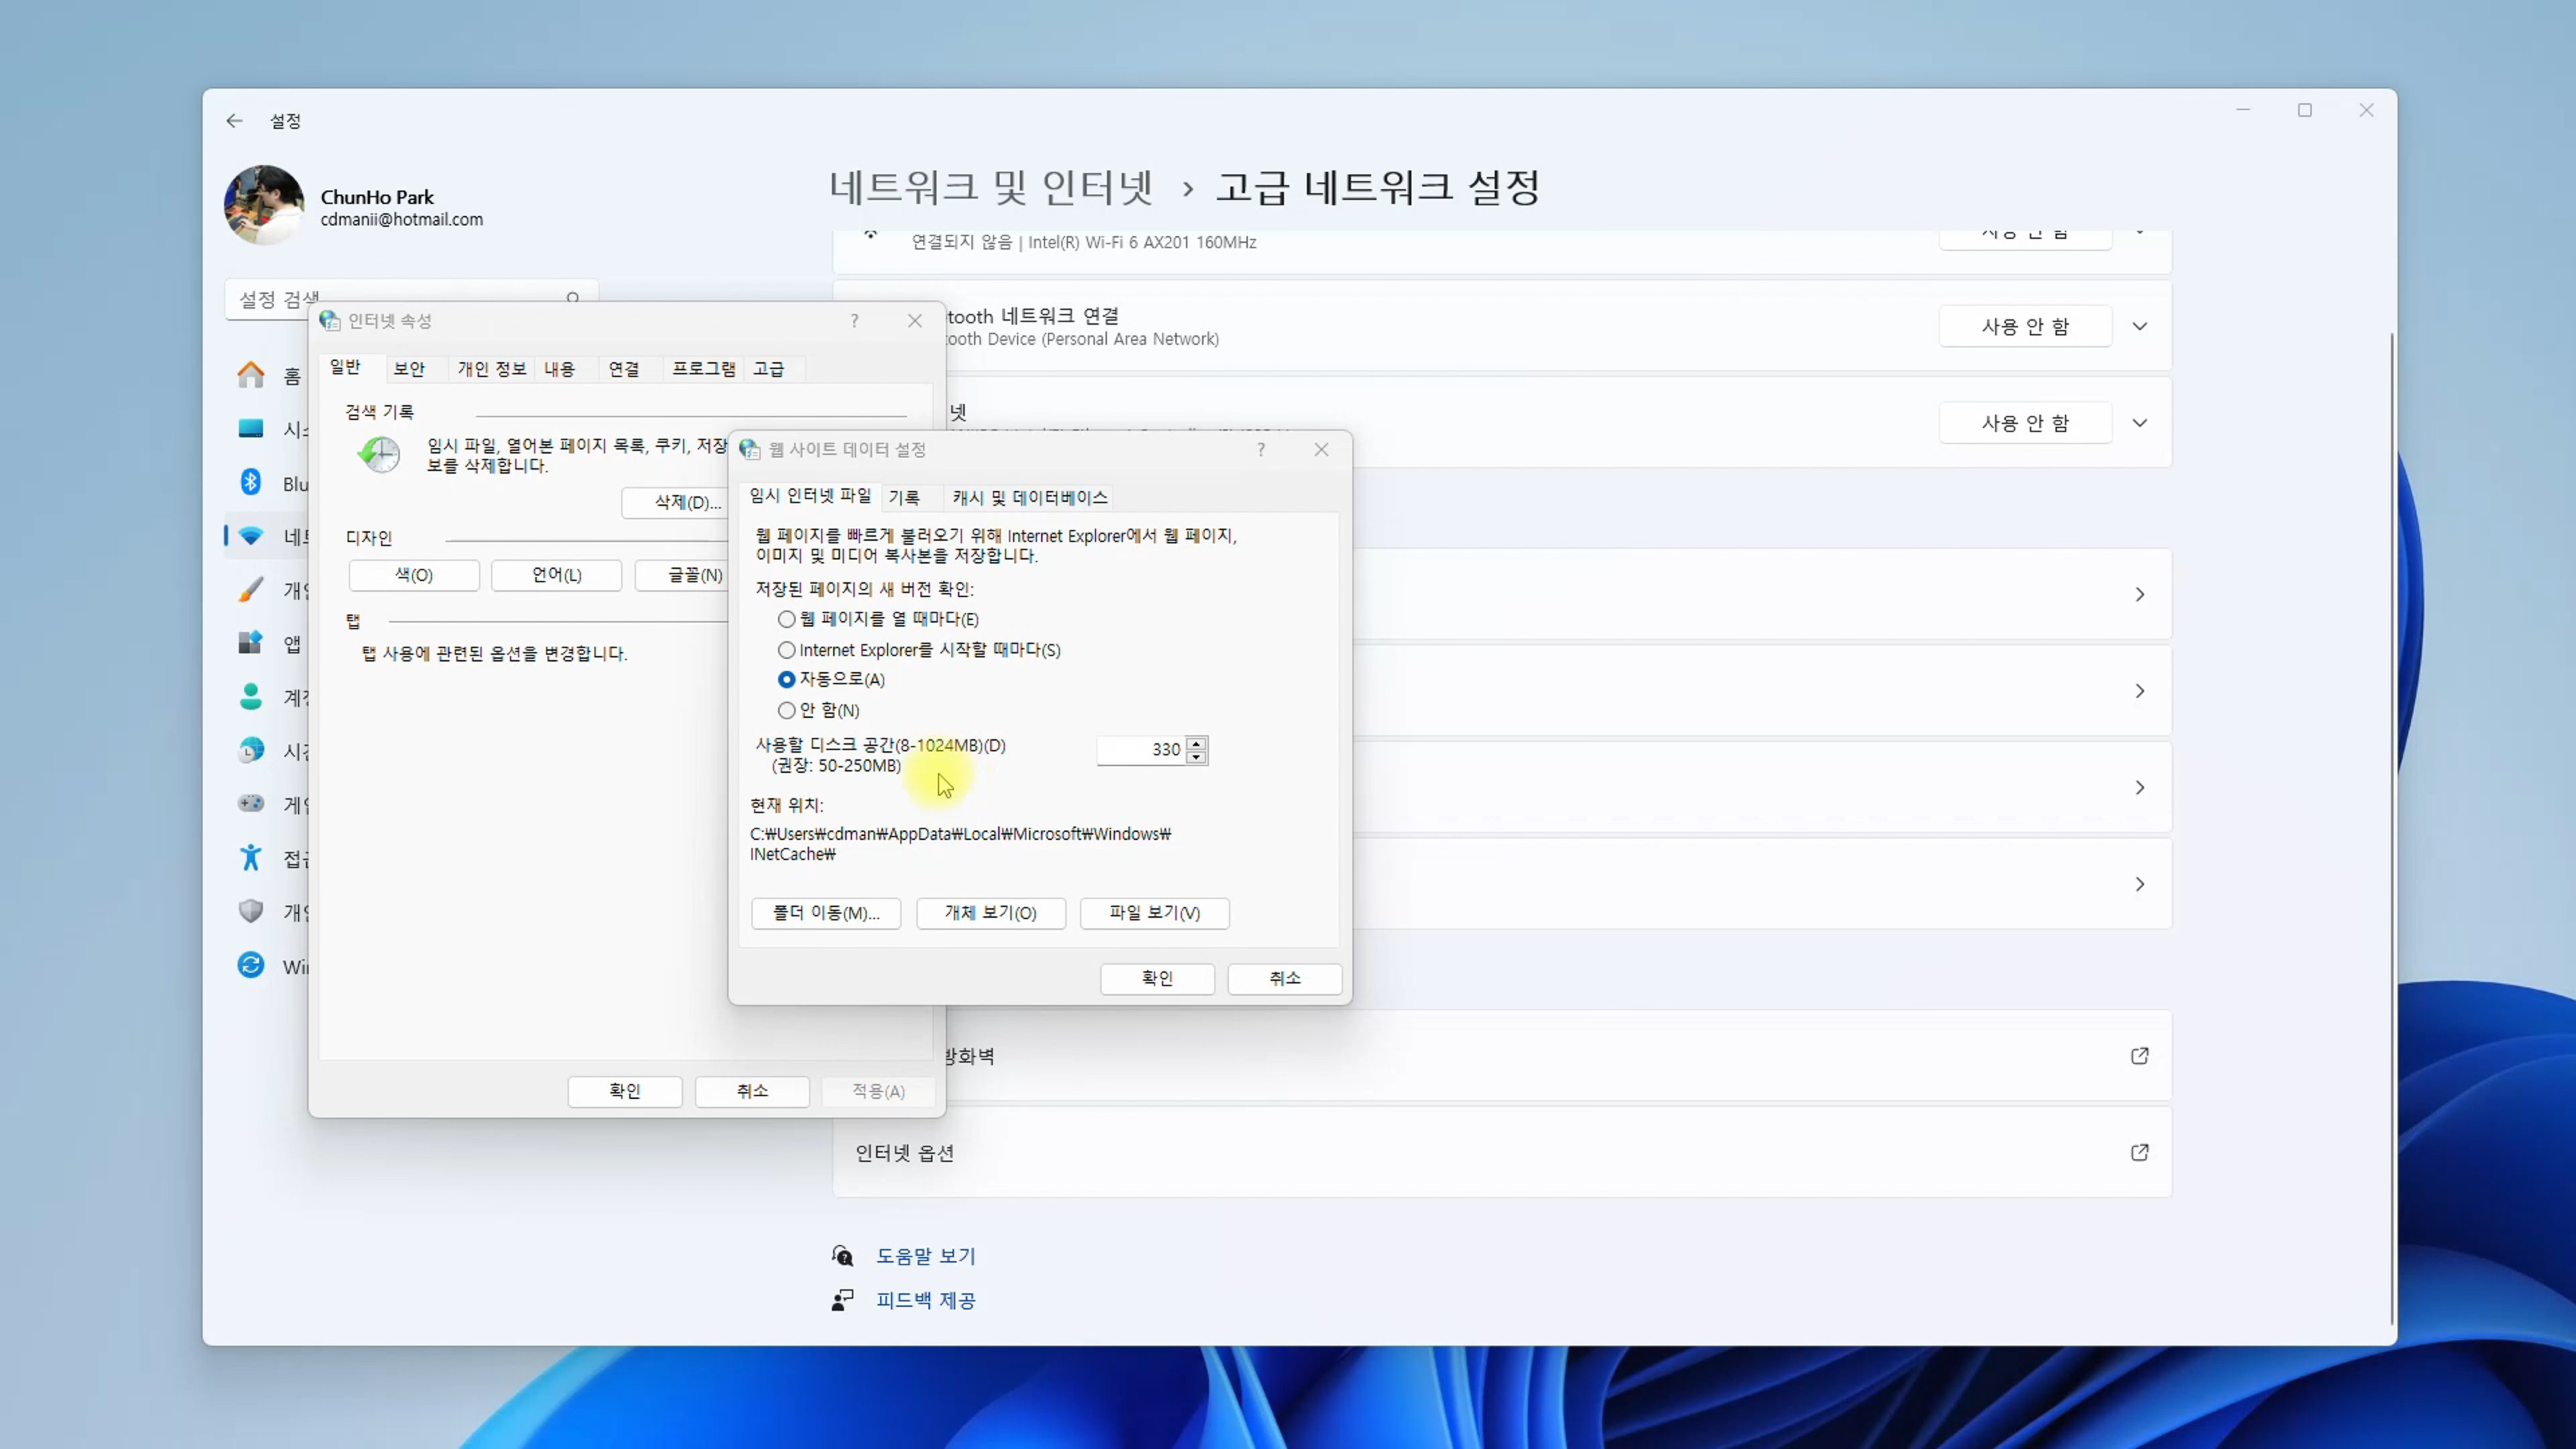 설정
ChunHo Park
cdmanii@hotmail.com
설정 검색
홈
네트워크 및 인터넷 › 고급 네트워크 설정
연결되지 않음 | Intel(R) Wi-Fi 6 AX201 160MHz
사용 안 함
tooth 네트워크 연결
ooth Device (Personal Area Network)
사용 안 함
넷
사용 안 함
인터넷 속성
?
일반
보안
개인 정보
내용
연결
프로그램
고급
검색 기록
임시 파일, 열어본 페이지 목록, 쿠키, 저장
보를 삭제합니다.
삭제(D)...
디자인
색(O)
언어(L)
글꼴(N)
탭
탭 사용에 관련된 옵션을 변경합니다.
확인
취소
적용(A)
웹 사이트 데이터 설정
?
임시 인터넷 파일
기록
캐시 및 데이터베이스
웹 페이지를 빠르게 불러오기 위해 Internet Explorer에서 웹 페이지,
이미지 및 미디어 복사본을 저장합니다.
저장된 페이지의 새 버전 확인:
웹 페이지를 열 때마다(E)
Internet Explorer를 시작할 때마다(S)
자동으로(A)
안 함(N)
사용할 디스크 공간(8-1024MB)(D)
330
(권장: 50-250MB)
현재 위치:
C:₩Users₩cdman₩AppData₩Local₩Microsoft₩Windows₩
INetCache₩
폴더 이동(M)...
개체 보기(O)
파일 보기(V)
확인
취소
Blu
앱
Wi
방화벽
인터넷 옵션
도움말 보기
피드백 제공